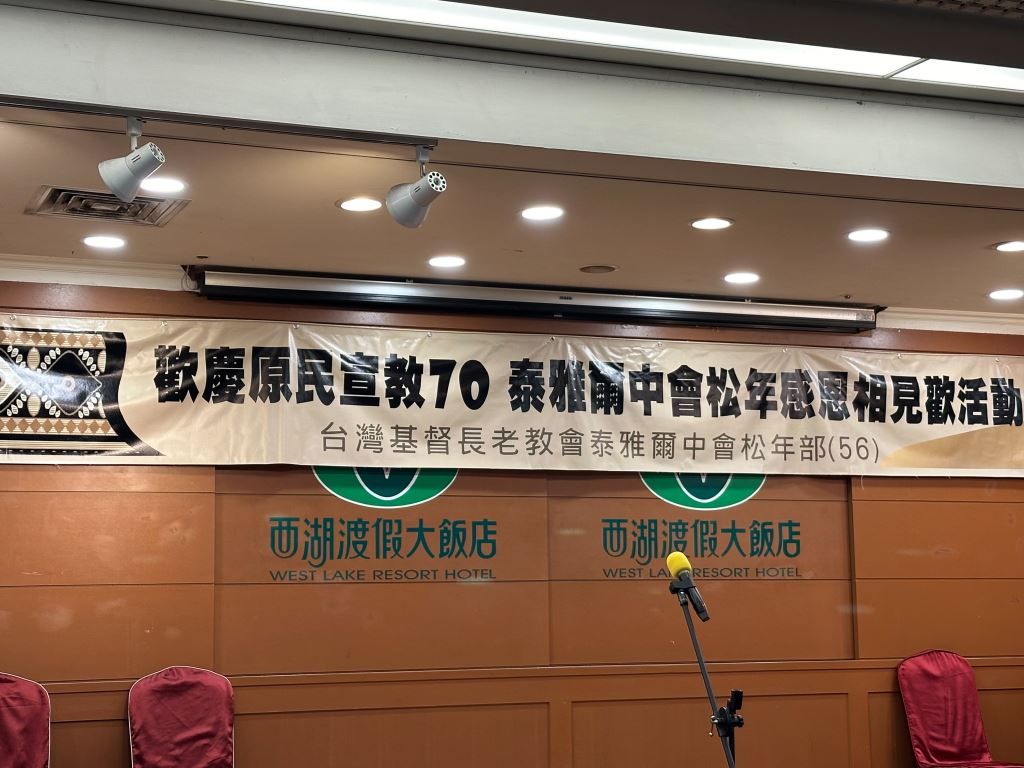 歡慶原民宣教70 泰雅爾中會松年感恩相見歡活動
台灣基督長老教會泰雅爾中會松年部(56)
西湖渡假大飯店
WEST LAKE RESORT HOTEL
西湖渡假大飯店
WEST LAKE RESORT HOTEL